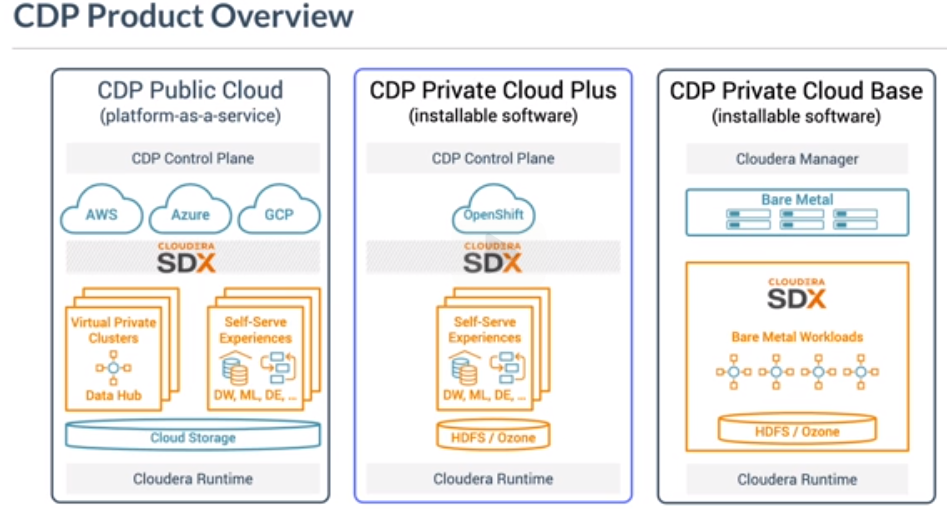 CDP Product Overview
CDP Public Cloud
(platform-as-a-service)
CDP Control Plane
AWS
Azure
GCP
CLOUDERA
SDX
Virtual Private
Clusters
Data Hub
Self-Serve
Experiences
DW, ML, DE, ...
Cloud Storage
Cloudera Runtime
CDP Private Cloud Plus
(installable software)
CDP Control Plane
OpenShift
CLOUDERA
SDX
Self-Serve
Experiences
DW, ML, DE, ...
HDFS / Ozone
Cloudera Runtime
CDP Private Cloud Base
(installable software)
Cloudera Manager
Bare Metal
CLOUDERA
SDX
Bare Metal Workloads
HDFS / Ozone
Cloudera Runtime